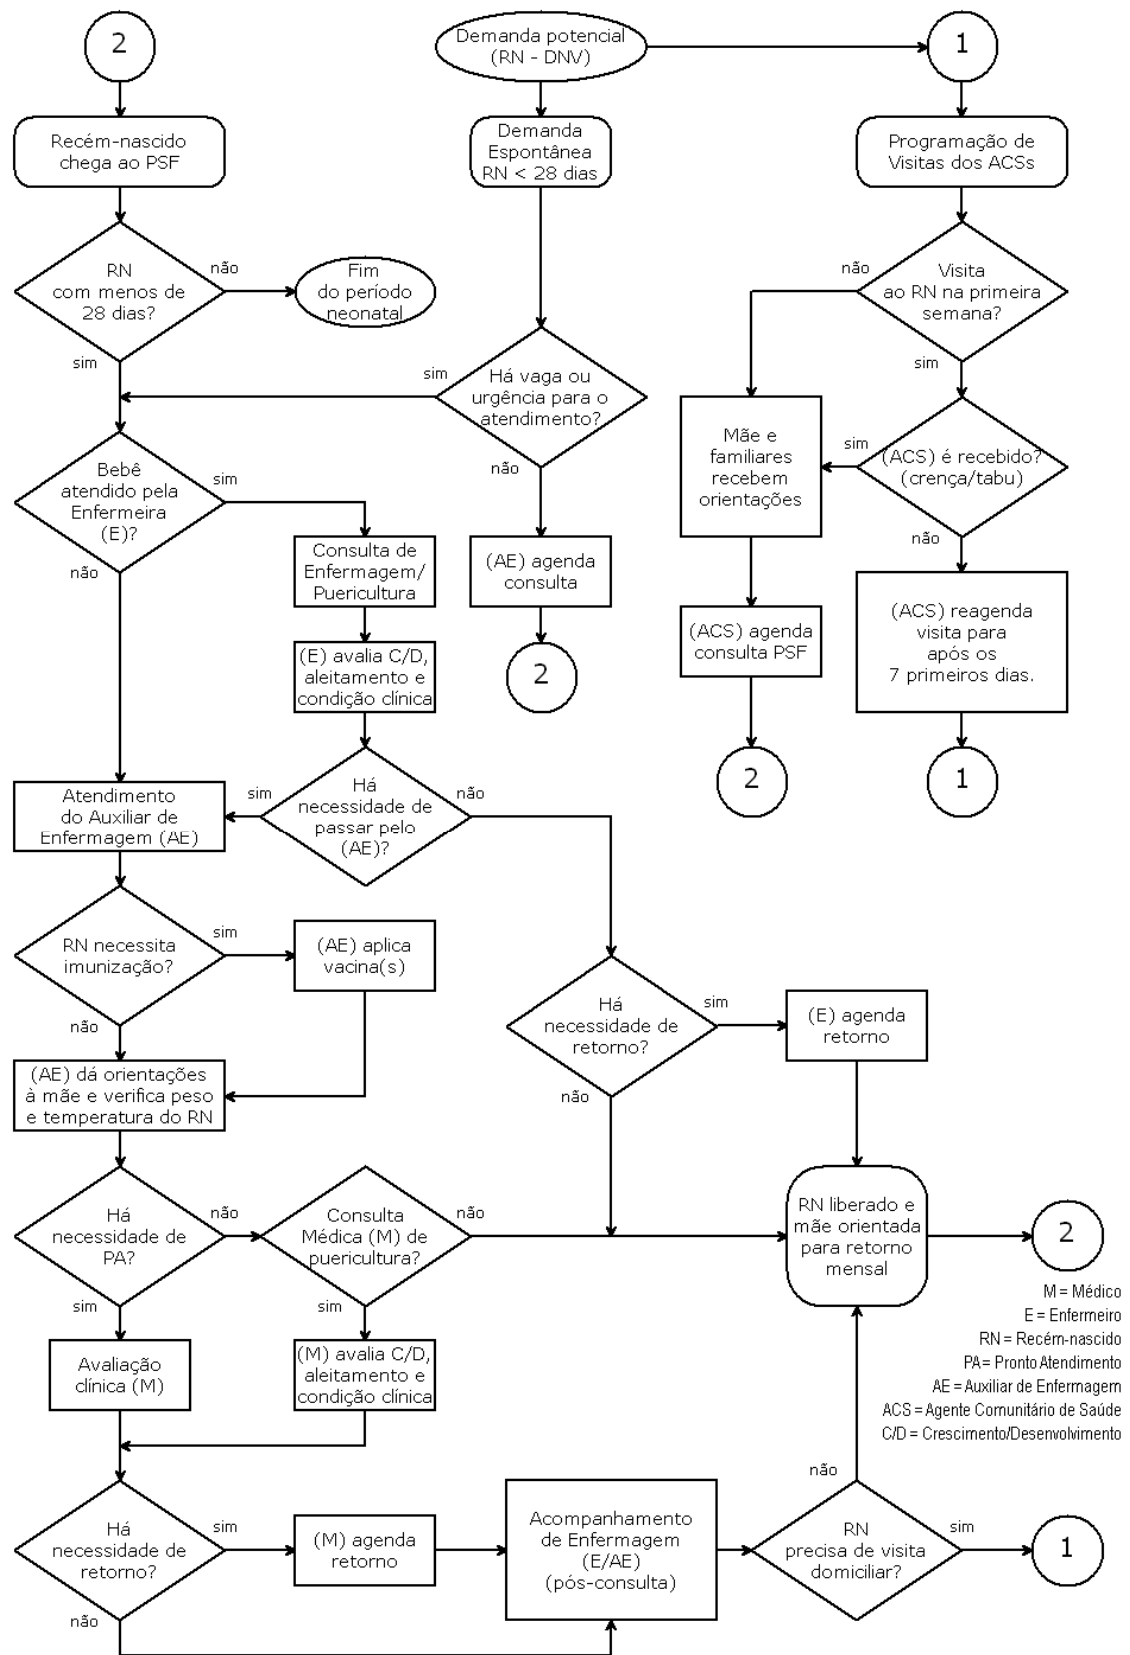 2
Demanda potencial
(RN - DNV)
1
Recém-nascido
chega ao PSF
Demanda
Espontânea
RN < 28 dias
Programação de
Visitas dos ACSs
RN
com menos de
28 dias?
não
sim
Fim
do período
neonatal
Há vaga ou
urgência para o
atendimento?
sim
não
Visita
ao RN na primeira
semana?
não
sim
Mãe e
familiares
recebem
orientações
(ACS) é recebido?
(crença/tabu)
sim
não
Bebê
atendido pela
Enfermeira
(E)?
sim
não
Consulta de
Enfermagem/
Puericultura
(AE) agenda
consulta
2
(ACS) agenda
consulta PSF
2
(ACS) reagenda
visita para
após os
7 primeiros dias.
1
(E) avalia C/D,
aleitamento e
condição clínica
Há
necessidade de
passar pelo
(AE)?
sim
não
Atendimento
do Auxiliar de
Enfermagem (AE)
RN necessita
imunização?
sim
não
(AE) aplica
vacina(s)
Há
necessidade de
retorno?
sim
não
(E) agenda
retorno
(AE) dá orientações
à mãe e verifica peso
e temperatura do RN
Há
necessidade de
PA?
não
sim
Consulta
Médica (M) de
puericultura?
não
sim
RN liberado e
mãe orientada
para retorno
mensal
2
M = Médico
E = Enfermeiro
RN = Recém-nascido
PA = Pronto Atendimento
AE = Auxiliar de Enfermagem
ACS = Agente Comunitário de Saúde
C/D = Crescimento/Desenvolvimento
Avaliação
clínica (M)
(M) avalia C/D,
aleitamento e
condição clínica
Há
necessidade de
retorno?
sim
não
(M) agenda
retorno
Acompanhamento
de Enfermagem
(E/AE)
(pós-consulta)
RN
precisa de visita
domiciliar?
não
sim
1